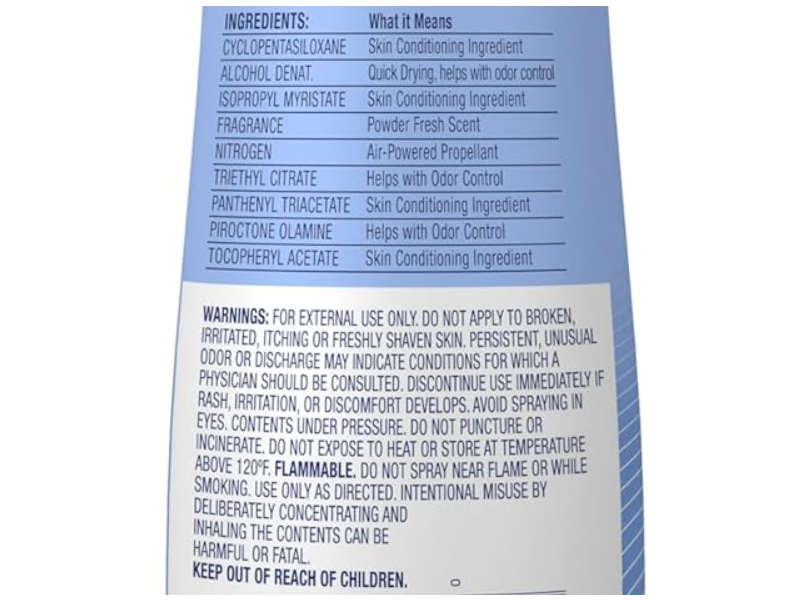 INGREDIENTS: What it Means
CYCLOPENTASILOXANE Skin Conditioning Ingredient
ALCOHOL DENAT. Quick Drying, helps with odor control
ISOPROPYL MYRISTATE Skin Conditioning Ingredient
FRAGRANCE Powder Fresh Scent
NITROGEN Air-Powered Propellant
TRIETHYL CITRATE Helps with Odor Control
PANTHENYL TRIACETATE Skin Conditioning Ingredient
PIROCTONE OLAMINE Helps with Odor Control
TOCOPHERYL ACETATE Skin Conditioning Ingredient
WARNINGS: FOR EXTERNAL USE ONLY. DO NOT APPLY TO BROKEN,
IRRITATED, ITCHING OR FRESHLY SHAVEN SKIN. PERSISTENT, UNUSUAL
ODOR OR DISCHARGE MAY INDICATE CONDITIONS FOR WHICH A
PHYSICIAN SHOULD BE CONSULTED. DISCONTINUE USE IMMEDIATELY IF
RASH, IRRITATION, OR DISCOMFORT DEVELOPS. AVOID SPRAYING IN
EYES. CONTENTS UNDER PRESSURE. DO NOT PUNCTURE OR
INCINERATE. DO NOT EXPOSE TO HEAT OR STORE AT TEMPERATURE
ABOVE 120ºF. FLAMMABLE. DO NOT SPRAY NEAR FLAME OR WHILE
SMOKING. USE ONLY AS DIRECTED. INTENTIONAL MISUSE BY
DELIBERATELY CONCENTRATING AND
INHALING THE CONTENTS CAN BE
HARMFUL OR FATAL.
KEEP OUT OF REACH OF CHILDREN.